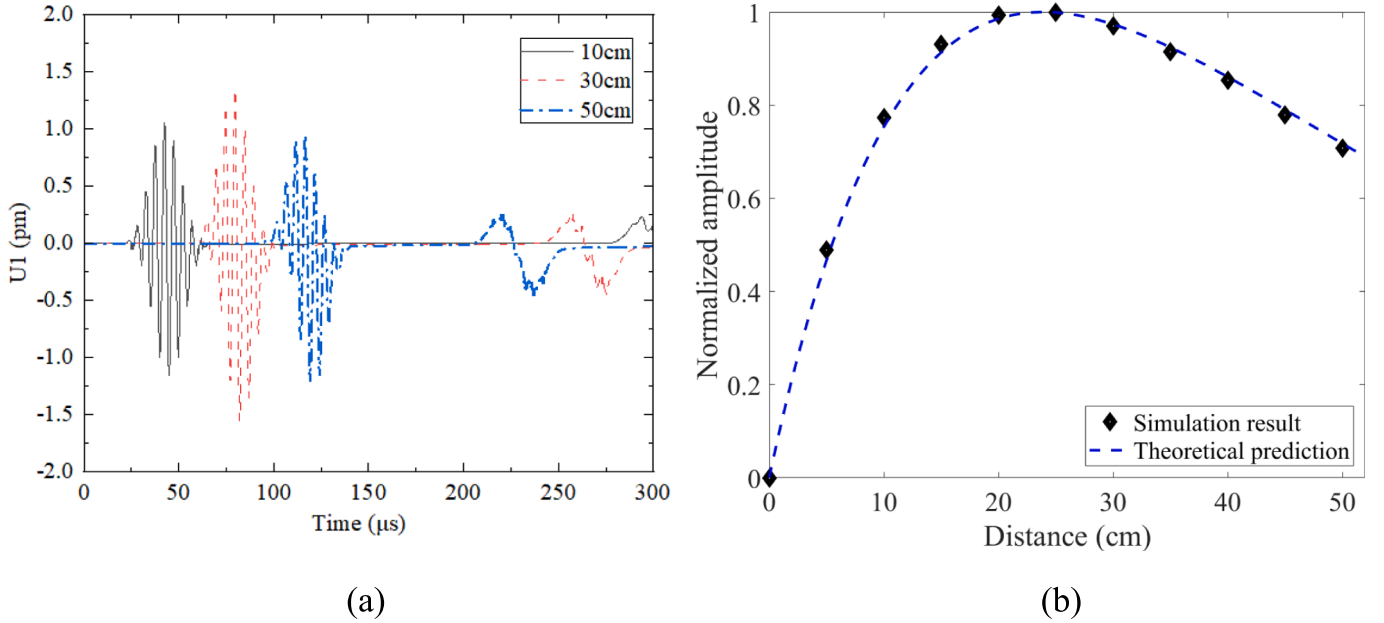 2.0
1.5
1.0
0.5
0.0
-0.5
-1.0
-1.5
-2.0
U1 (pm)
0 50 100 150 200 250 300
Time (μs)
10cm
30cm
50cm
(a)
1
0.8
0.6
0.4
0.2
0
Normalized amplitude
0 10 20 30 40 50
Distance (cm)
Simulation result
Theoretical prediction
(b)